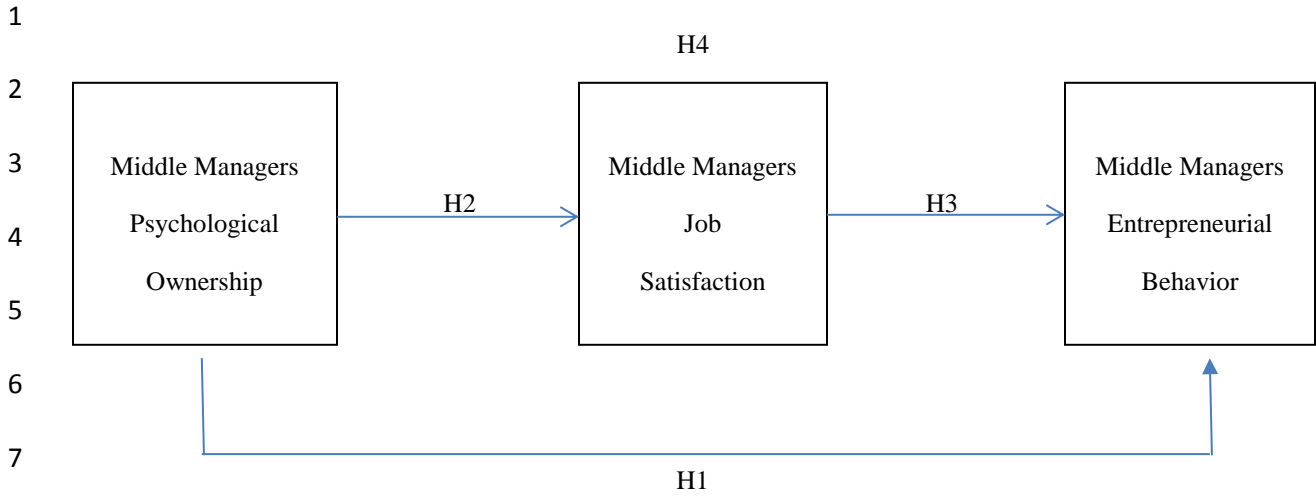 1
H4
2
3
Middle Managers
Psychological
Ownership
H2
Middle Managers
Job
Satisfaction
H3
Middle Managers
Entrepreneurial
Behavior
4
5
6
7
H1